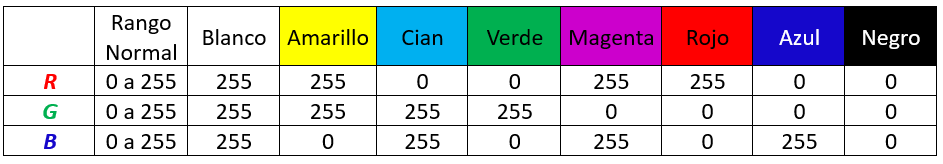 Rango Normal Blanco Amarillo Cian Verde Magenta Rojo Azul Negro
R 0 a 255 255 255 0 0 255 255 0 0
G 0 a 255 255 255 255 255 0 0 0 0
B 0 a 255 255 0 255 0 255 0 255 0